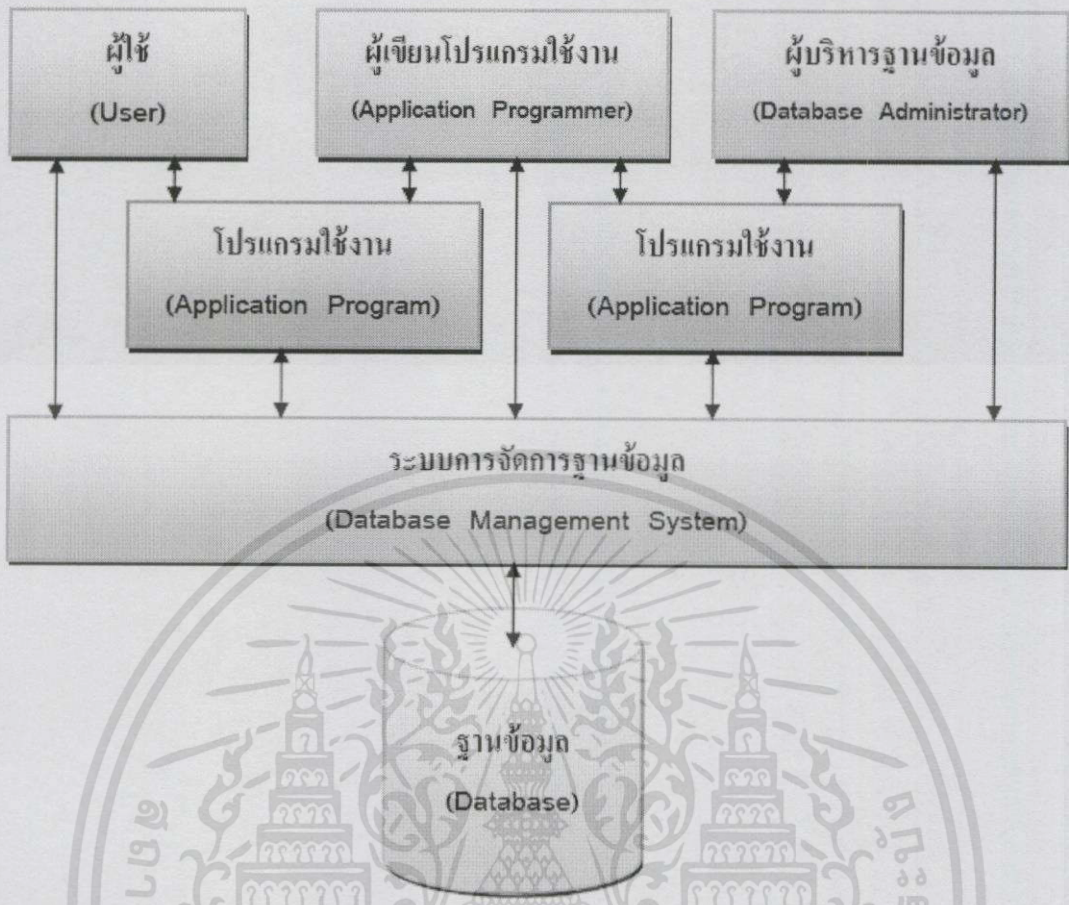 ผู้ใช้
(User)
ผู้เขียนโปรแกรมใช้งาน
(Application Programmer)
ผู้บริหารฐานข้อมูล
(Database Administrator)
โปรแกรมใช้งาน
(Application Program)
โปรแกรมใช้งาน
(Application Program)
ระบบการจัดการฐานข้อมูล
(Database Management System)
ฐานข้อมูล
(Database)